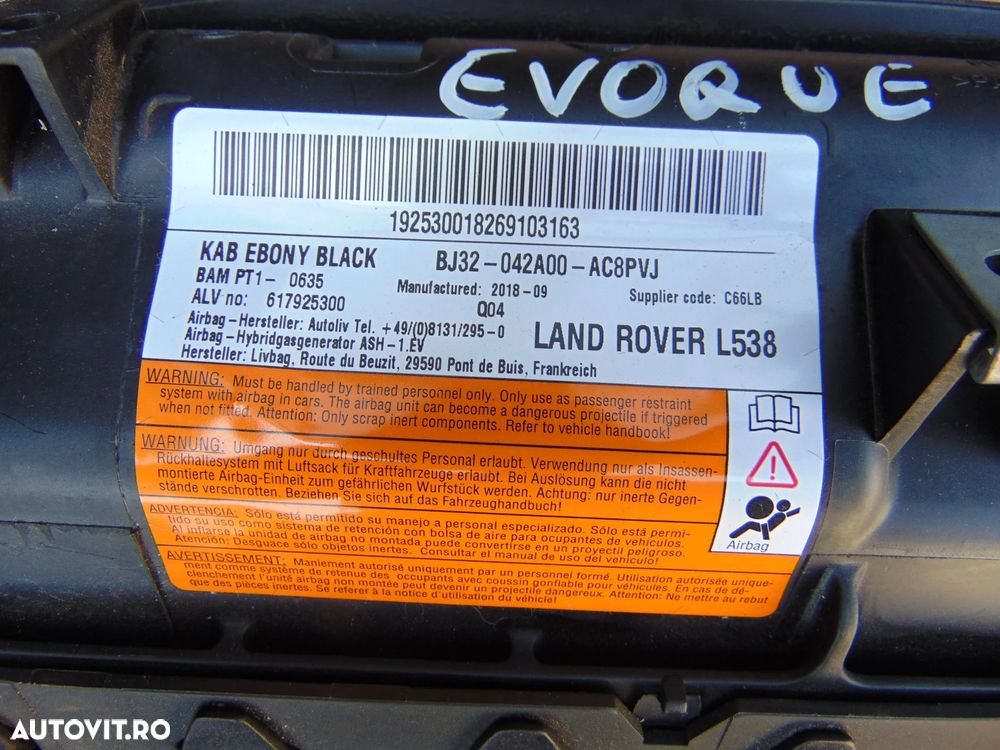 EVOQUE
192530018269103163
KAB EBONY BLACK BJ32-042A00-AC8PVJ
BAM PT1- 0635 Manufactured: 2018-09 Supplier code: C66LB
ALV no: 617925300 Q04
Airbag-Hersteller: Autoliv Tel. +49/(0)8131/295-0 LAND ROVER L538
Airbag-Hybridgasgenerator ASH-1.EV
Hersteller: Livbag, Route du Beuzit, 29590 Pont de Buis, Frankreich
WARNING: Must be handled by trained personnel only. Only use as passenger restraint
system with airbag in cars. The airbag unit can become a dangerous projectile if triggered
when not fitted. Attention: Only scrap inert components. Refer to vehicle handbook!
WARNUNG: Umgang nur durch geschultes Personal erlaubt. Verwendung nur als Insassen-
Rückhaltesystem mit Luftsack für Kraftfahrzeuge erlaubt. Bei Auslösung kann die nicht
montierte Airbag-Einheit zum gefährlichen Wurfstück werden. Achtung: nur inerte Gegen-
stände verschrotten. Beziehen Sie sich auf das Fahrzeughandbuch!
ADVERTENCIA: Sólo está permitido su manejo a personal especializado. Sólo está permi-
tido su uso como sistema de retención con bolsa de aire para ocupantes de vehículos.
Al inflarse la unidad de airbag no montada puede convertirse en un proyectil peligroso.
Atención: Desguace sólo objetos inertes. Consultar el manual de uso del vehículo!
AVERTISSEMENT: Maniement autorisé uniquement par un personnel formé. Utilisation autorisée unique-
ment comme système de retenue des occupants avec coussin gonflable pour véhicules. En cas de dé-
clenchement l'unité airbag non montée peut devenir un projectile dangereux. Attention: Ne mettre au rebut
que des pièces inertes. Se referer à la notice d'utilisation du véhicle!
Airbag
AUTOVIT.RO